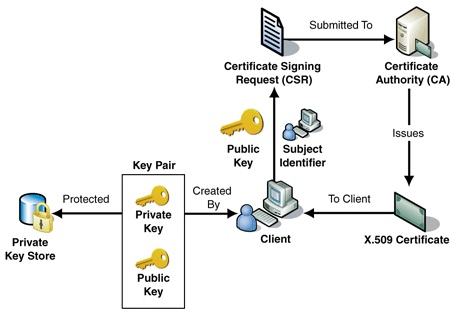 Submitted To
Certificate Signing
Request (CSR)
Certificate
Authority (CA)
Public
Key
Subject
Identifier
Issues
Key Pair
Protected
Private
Key
Created
By
To Client
Private
Key Store
Client
X.509 Certificate
Public
Key